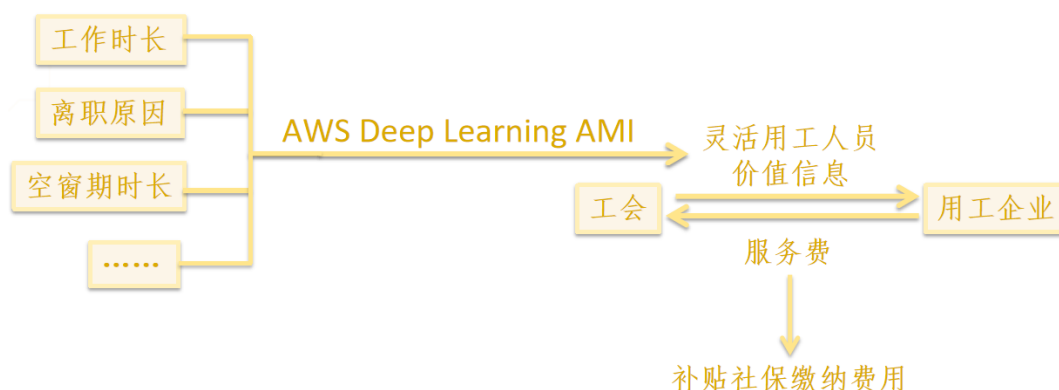 工作时长
离职原因
空窗期时长
……
AWS Deep Learning AMI
灵活用工人员
价值信息
工会
用工企业
服务费
补贴社保缴纳费用